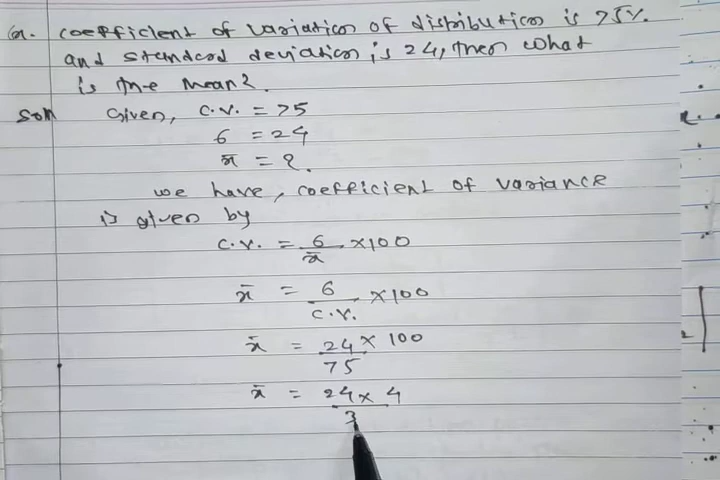 Q. coefficient of variation of distribution is 75%.
and standard deviation is 24, then what
is the mean?
Soln Given, C.V. = 75
σ = 24
x̄ = ?
we have, coefficient of variance
is given by
C.V. = σ/x̄ × 100
x̄ = σ/C.V. × 100
x̄ = 24 × 100 / 75
x̄ = 24 × 4 / 3